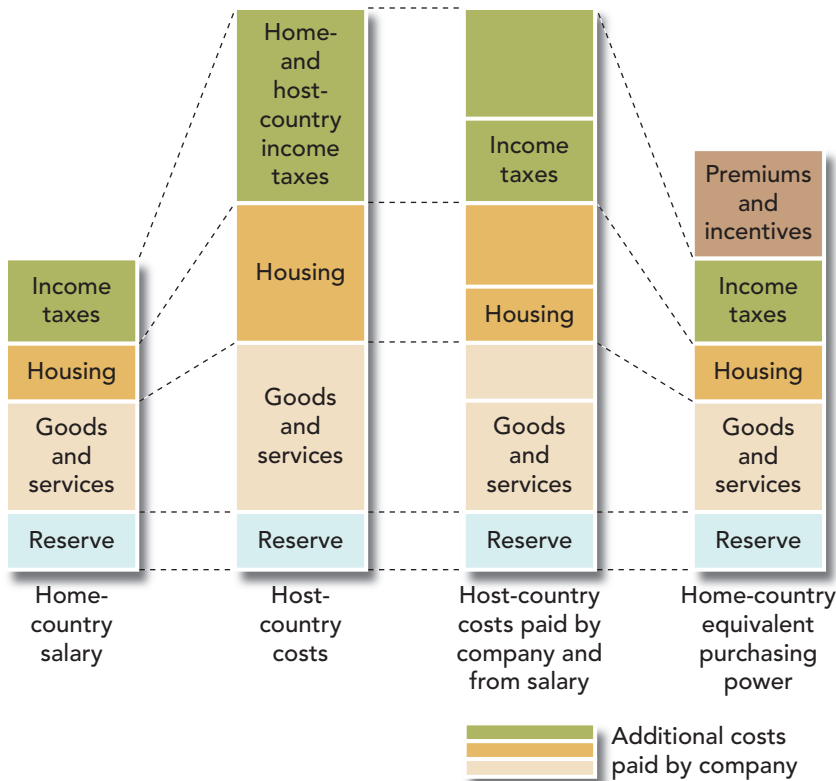 Income
taxes
Housing
Goods
and
services
Reserve
Home-
country
salary
Home-
and
host-
country
income
taxes
Housing
Goods
and
services
Reserve
Host-
country
costs
Income
taxes
Housing
Goods
and
services
Reserve
Host-country
costs paid by
company and
from salary
Premiums
and
incentives
Income
taxes
Housing
Goods
and
services
Reserve
Home-country
equivalent
purchasing
power
Additional costs
paid by company